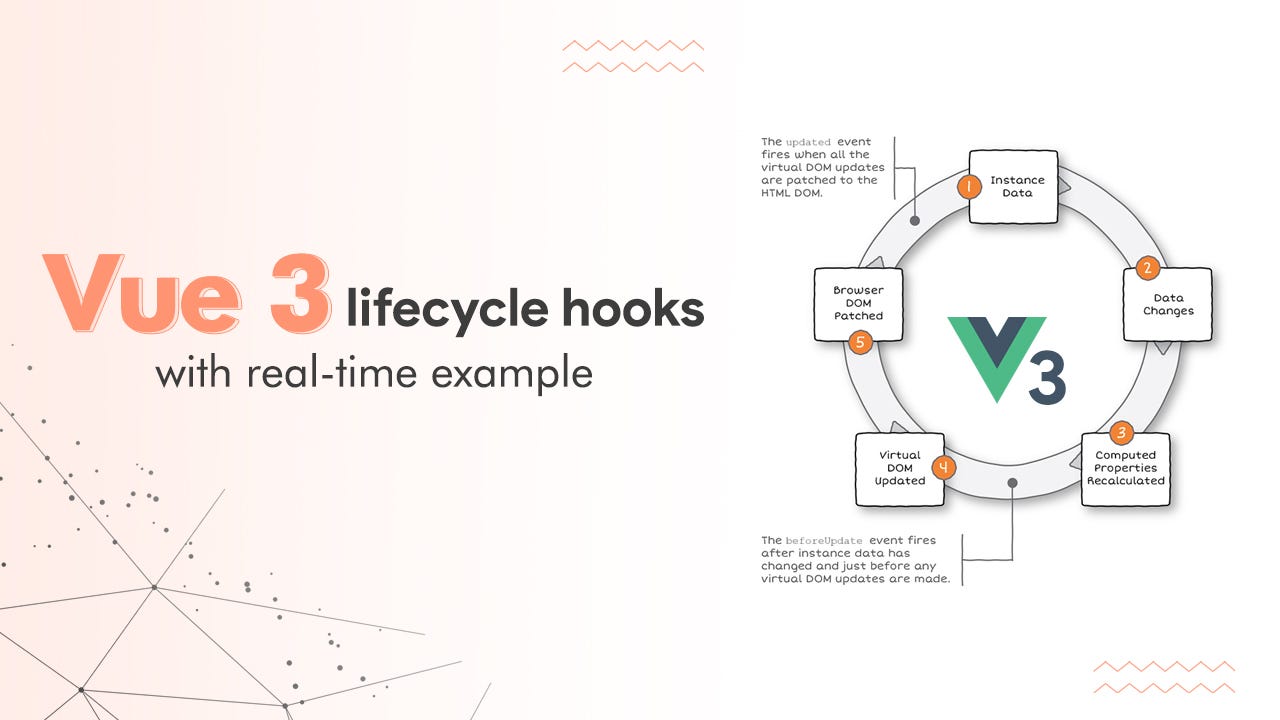 Vue 3 lifecycle hooks
with real-time example
The updated event
fires when all the
virtual DOM updates
are patched to the
HTML DOM.
1
Instance
Data
2
Data
Changes
3
Computed
Properties
Recalculated
4
Virtual
DOM
Updated
5
Browser
DOM
Patched
3
The beforeUpdate event fires
after instance data has
changed and just before any
virtual DOM updates are made.